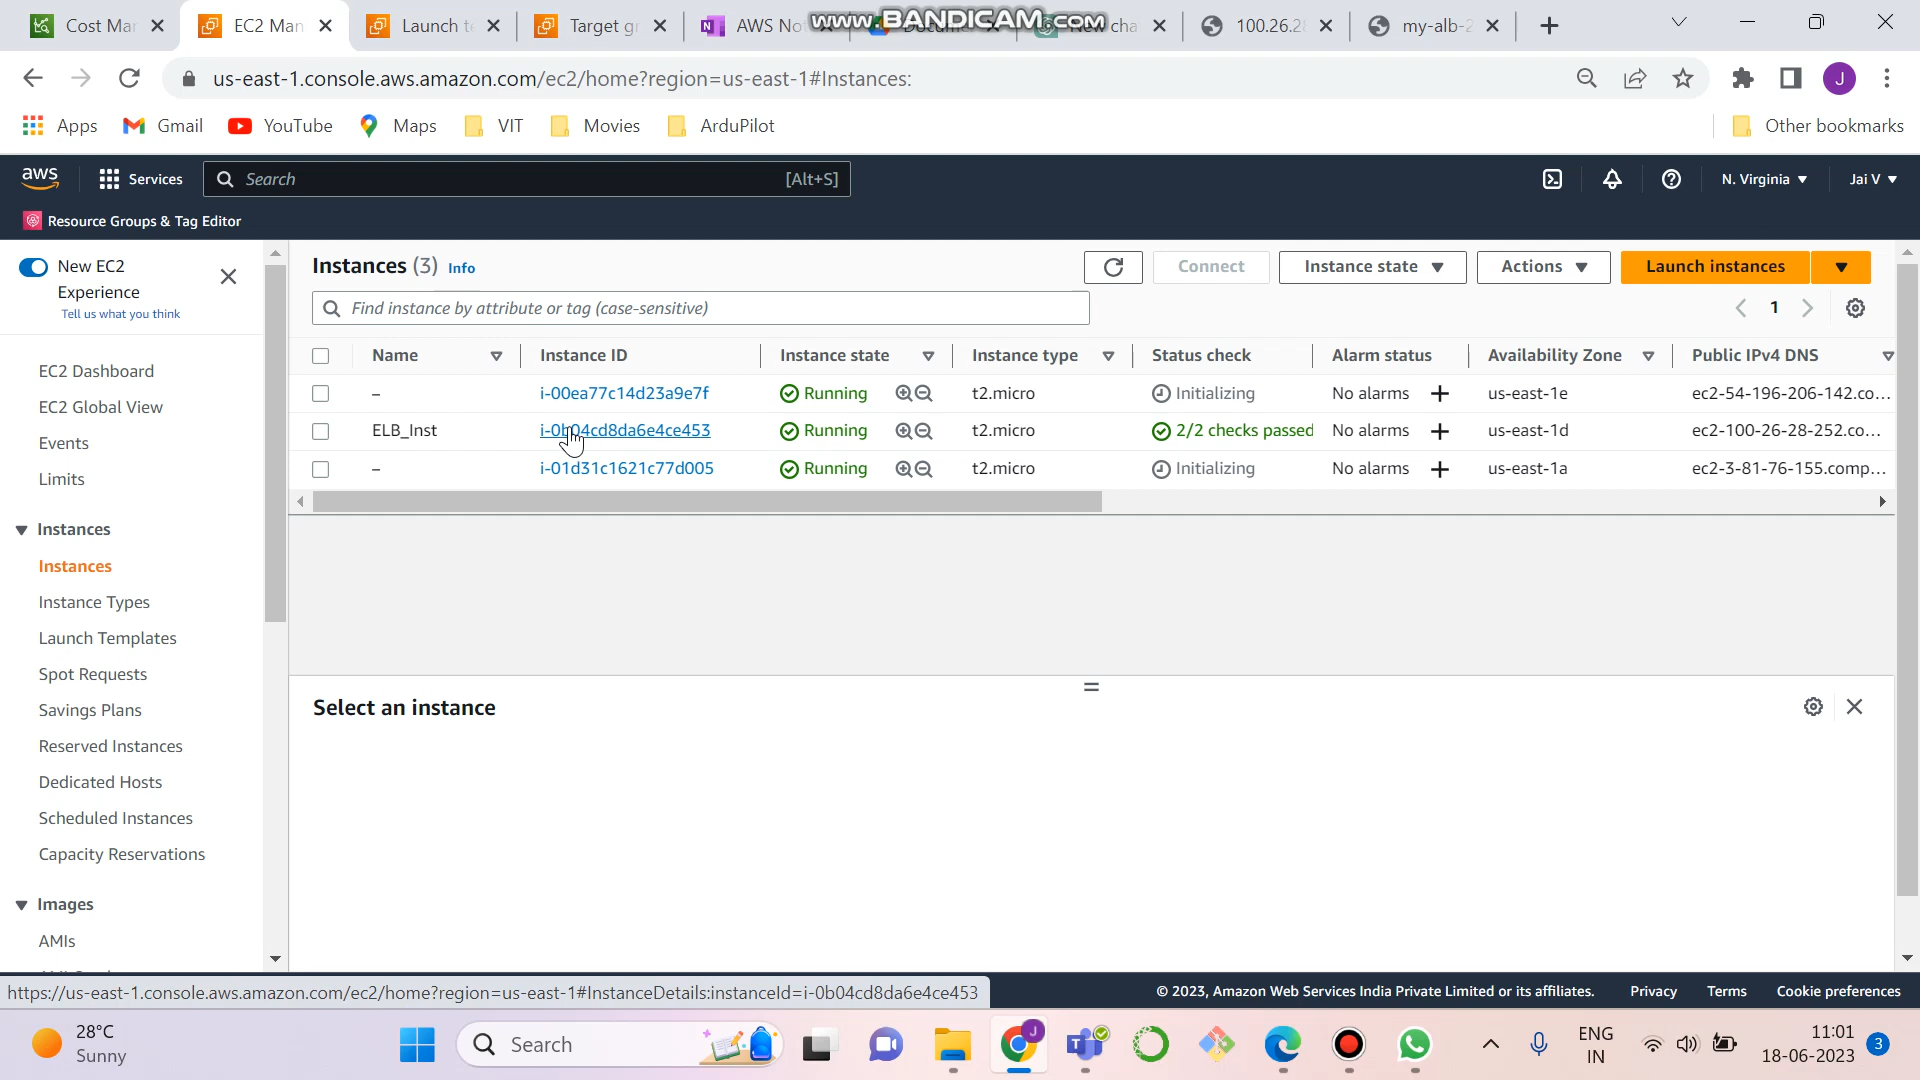 Cost Mar
EC2 Man
Launch te
Target gr
AWS No
Docume
New cha
100.26.28
my-alb-2
www.BANDICAM.com
us-east-1.console.aws.amazon.com/ec2/home?region=us-east-1#Instances:
J
Apps
Gmail
YouTube
Maps
VIT
Movies
ArduPilot
Other bookmarks
aws
Services
Search
[Alt+S]
N. Virginia
Jai V
Resource Groups & Tag Editor
New EC2
Experience
Tell us what you think
EC2 Dashboard
EC2 Global View
Events
Limits
Instances
Instances
Instance Types
Launch Templates
Spot Requests
Savings Plans
Reserved Instances
Dedicated Hosts
Scheduled Instances
Capacity Reservations
Images
AMIs
Instances (3) Info
Connect
Instance state
Actions
Launch instances
Find instance by attribute or tag (case-sensitive)
1
Name Instance ID Instance state Instance type Status check Alarm status Availability Zone Public IPv4 DNS
– i-00ea77c14d23a9e7f Running t2.micro Initializing No alarms + us-east-1e ec2-54-196-206-142.co...
ELB_Inst i-0b04cd8da6e4ce453 Running t2.micro 2/2 checks passed No alarms + us-east-1d ec2-100-26-28-252.co...
– i-01d31c1621c77d005 Running t2.micro Initializing No alarms + us-east-1a ec2-3-81-76-155.comp...
Select an instance
https://us-east-1.console.aws.amazon.com/ec2/home?region=us-east-1#InstanceDetails:instanceId=i-0b04cd8da6e4ce453
© 2023, Amazon Web Services India Private Limited or its affiliates.
Privacy
Terms
Cookie preferences
28°C
Sunny
Search
J
ENG
IN
11:01
18-06-2023
3